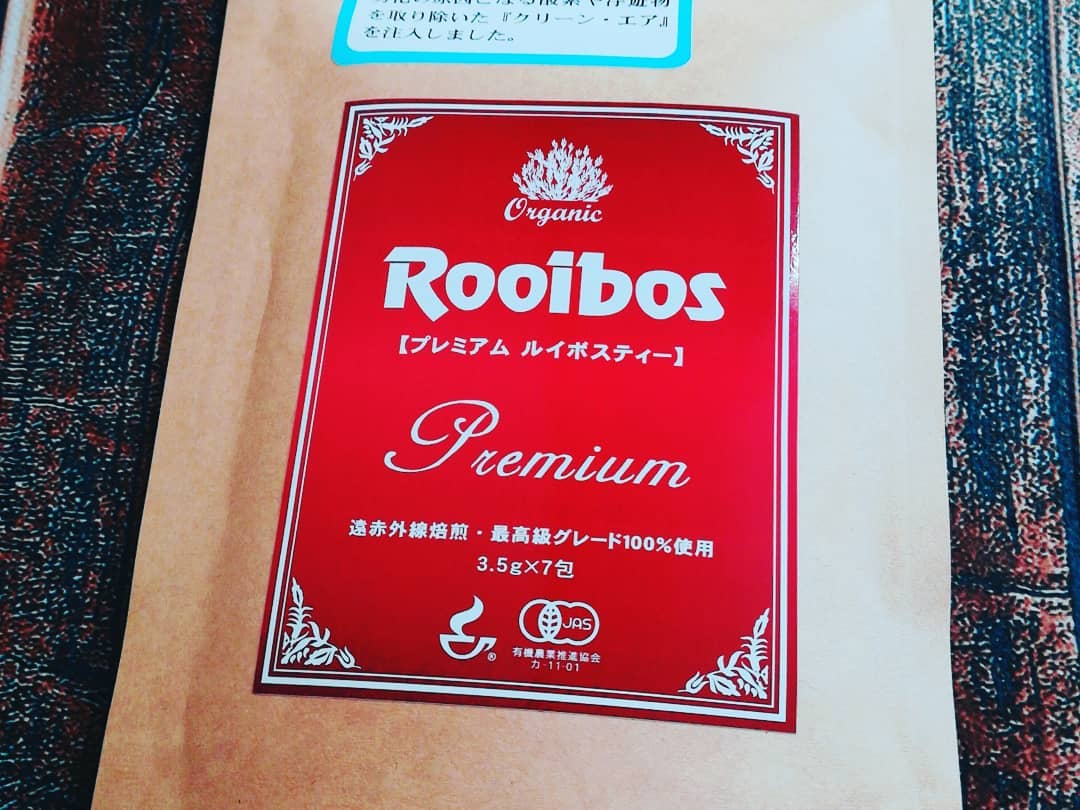 を取り除いた『クリーン・エア』
を注入しました。
Organic
Rooibos
【プレミアム ルイボスティー】
Premium
遠赤外線焙煎・最高級グレード100%使用
3.5g×7包
®
JAS
有機農業推進協会
カ-11-01